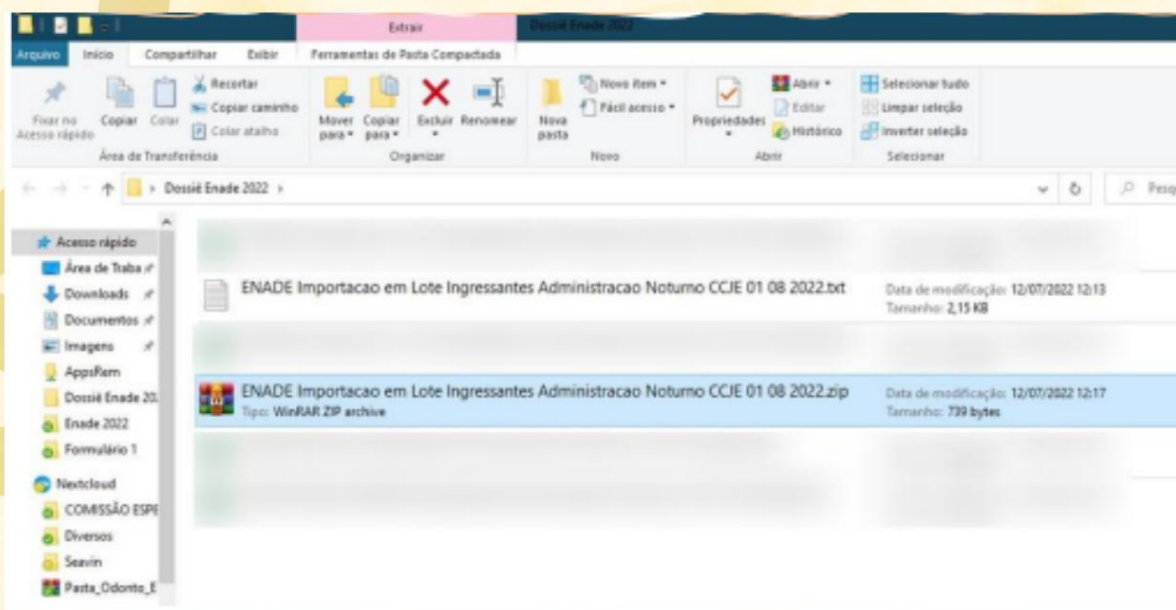 Extrair
Dossiê Enade 2022
Arquivo Início Compartilhar Exibir Ferramentas de Pasta Compactada
Fixar no Acesso rápido
Copiar
Colar
Recortar
Copiar caminho
Colar atalho
Área de Transferência
Mover para
Copiar para
Excluir
Renomear
Organizar
Nova pasta
Novo item
Fácil acesso
Novo
Propriedades
Abrir
Editar
Histórico
Abrir
Selecionar tudo
Limpar seleção
Inverter seleção
Selecionar
Dossiê Enade 2022
Pesq
Acesso rápido
Área de Traba
Downloads
Documentos
Imagens
AppsRem
Dossiê Enade 20
Enade 2022
Formulário 1
Nextcloud
COMISSÃO ESPE
Diversos
Seavin
Pasta_Odonto_E
ENADE Importacao em Lote Ingressantes Administracao Noturno CCJE 01 08 2022.txt
Data de modificação: 12/07/2022 12:13
Tamanho: 2,15 KB
ENADE Importacao em Lote Ingressantes Administracao Noturno CCJE 01 08 2022.zip
Tipo: WinRAR ZIP archive
Data de modificação: 12/07/2022 12:17
Tamanho: 739 bytes